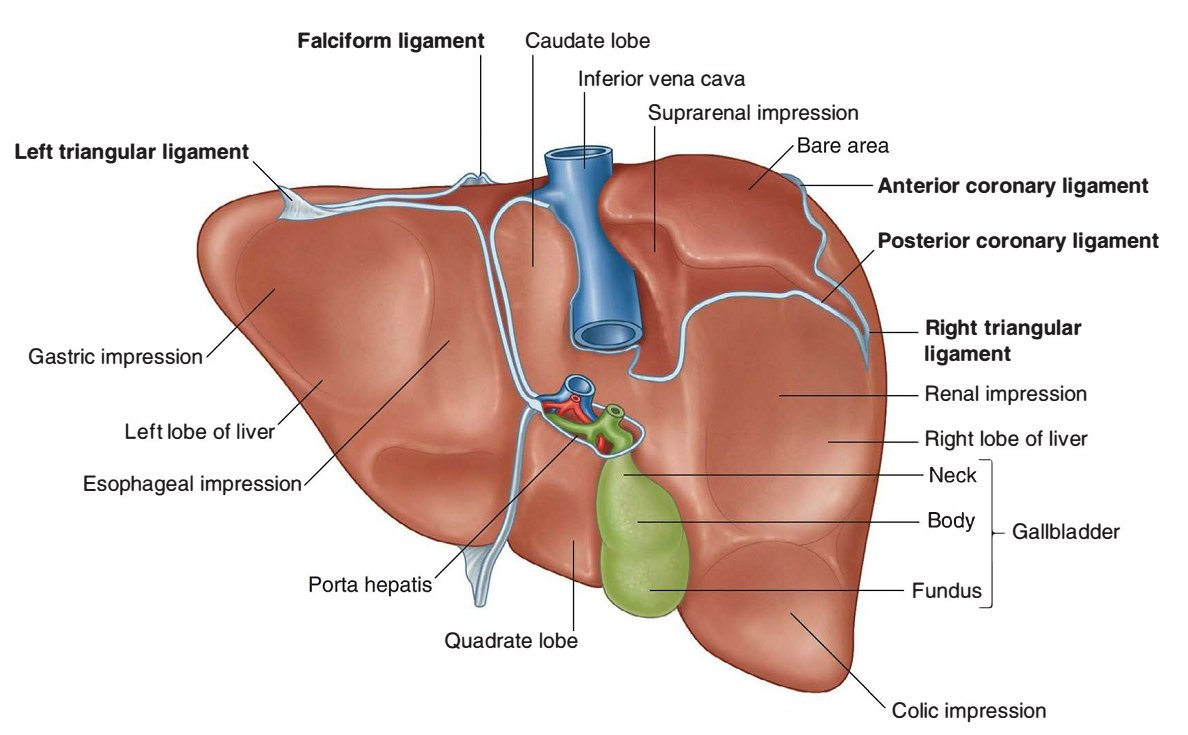 Falciform ligament
Caudate lobe
Inferior vena cava
Suprarenal impression
Bare area
Left triangular ligament
Anterior coronary ligament
Posterior coronary ligament
Right triangular
ligament
Gastric impression
Renal impression
Left lobe of liver
Right lobe of liver
Esophageal impression
Neck
Body
Gallbladder
Porta hepatis
Fundus
Quadrate lobe
Colic impression